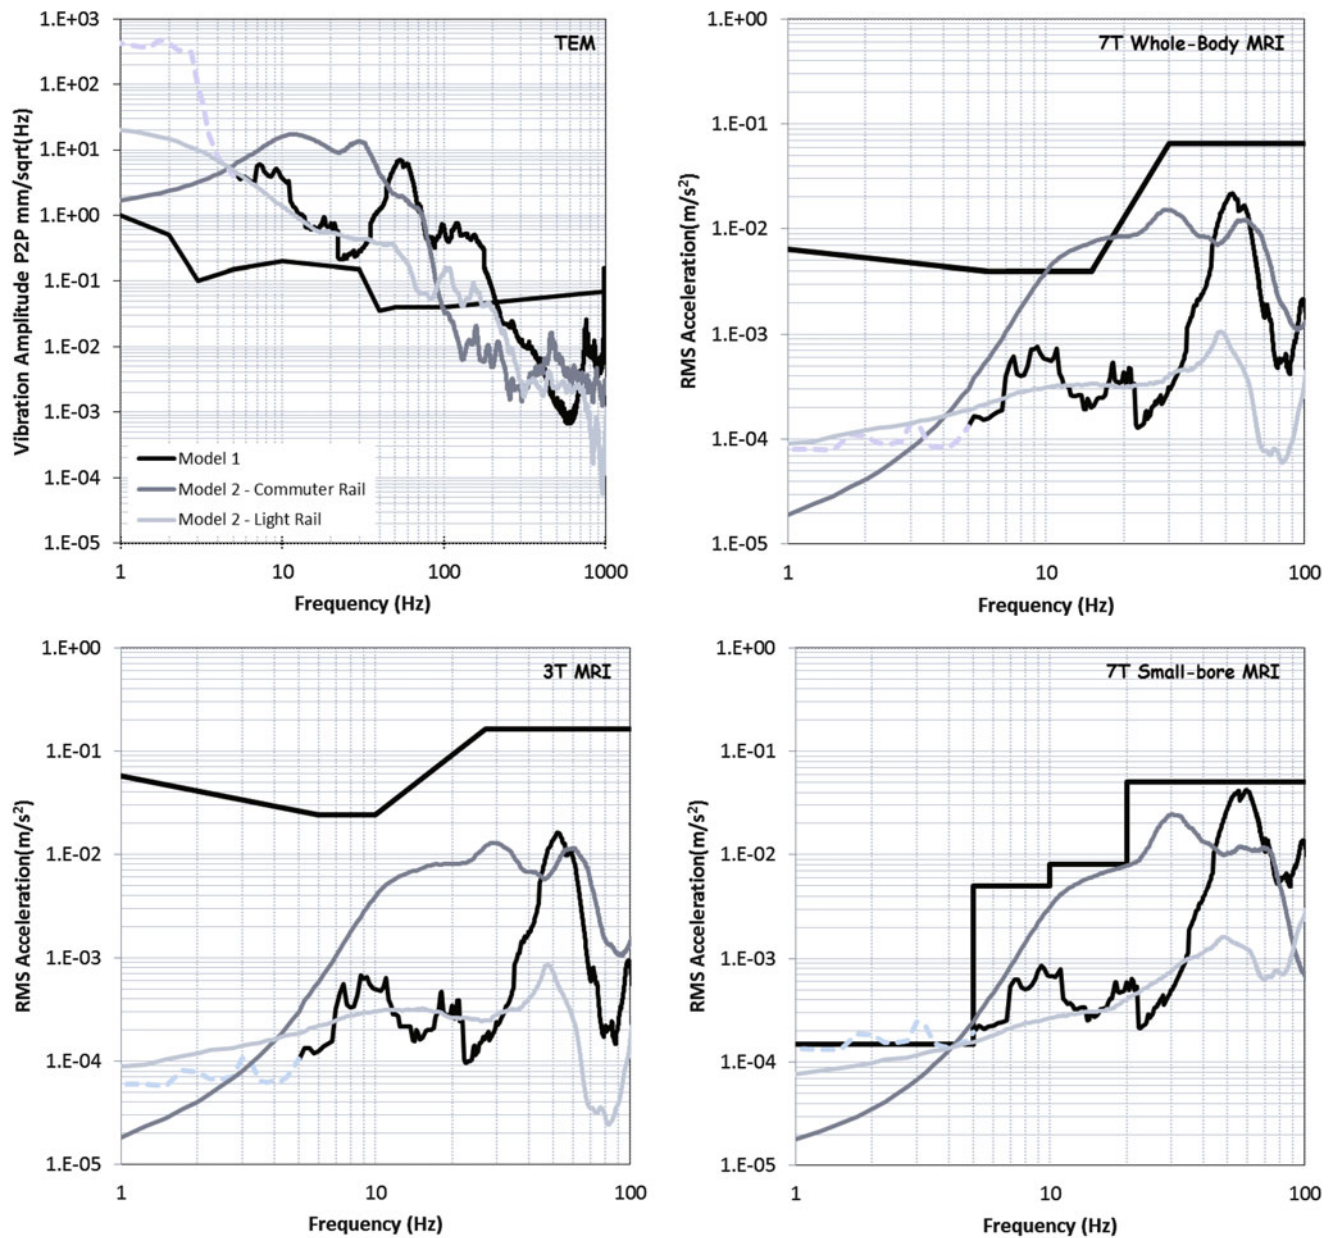 TEM
Vibration Amplitude P2P mm/sqrt(Hz)
1.E+03
1.E+02
1.E+01
1.E+00
1.E-01
1.E-02
1.E-03
1.E-04
1.E-05
Model 1
Model 2 - Commuter Rail
Model 2 - Light Rail
1 10 100 1000
Frequency (Hz)
7T Whole-Body MRI
RMS Acceleration(m/s²)
1.E+00
1.E-01
1.E-02
1.E-03
1.E-04
1.E-05
1 10 100
Frequency (Hz)
3T MRI
RMS Acceleration(m/s²)
1.E+00
1.E-01
1.E-02
1.E-03
1.E-04
1.E-05
1 10 100
Frequency (Hz)
7T Small-bore MRI
RMS Acceleration(m/s²)
1.E+00
1.E-01
1.E-02
1.E-03
1.E-04
1.E-05
1 10 100
Frequency (Hz)